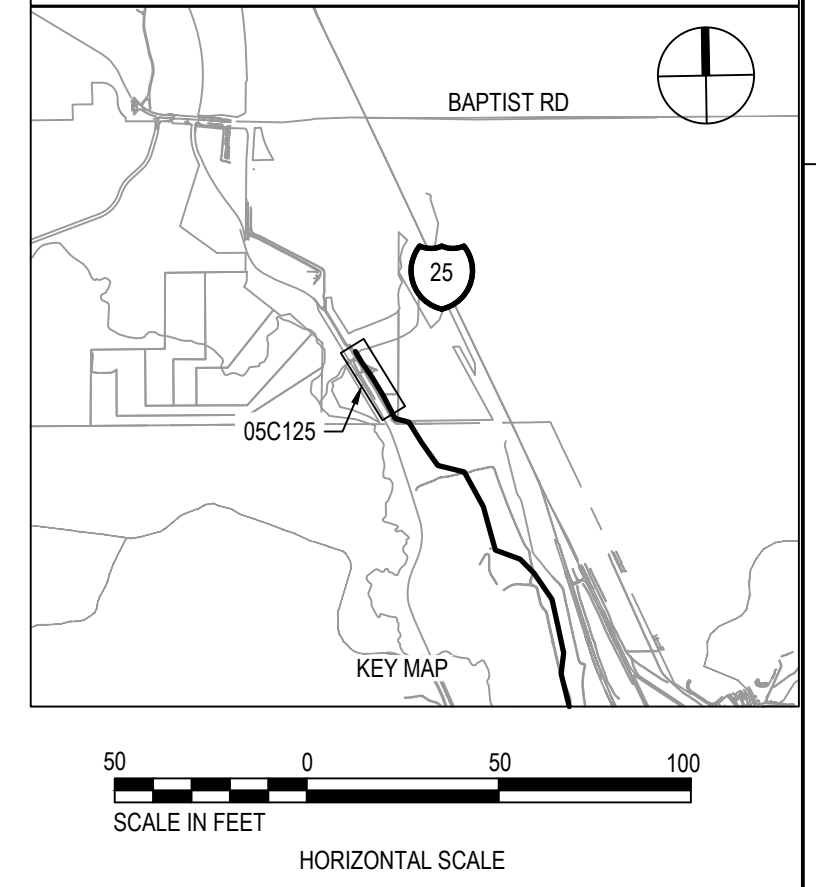 BAPTIST RD
25
05C125
KEY MAP
50 0 50 100
SCALE IN FEET
HORIZONTAL SCALE